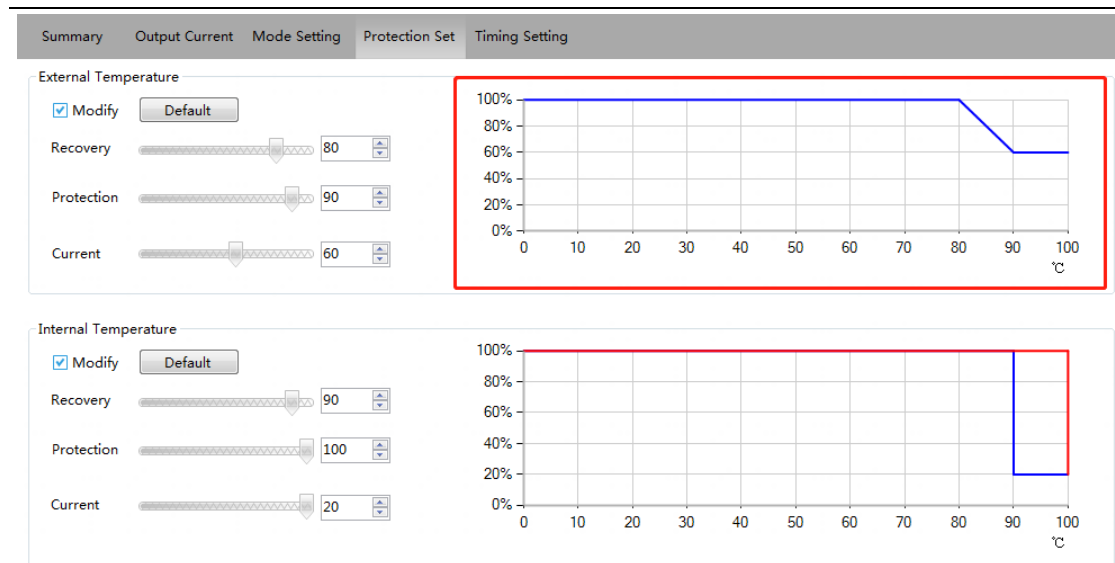 Summary Output Current Mode Setting Protection Set Timing Setting
External Temperature
Modify Default
Recovery 80
Protection 90
Current 60
100%
80%
60%
40%
20%
0%
0 10 20 30 40 50 60 70 80 90 100
℃
Internal Temperature
Modify Default
Recovery 90
Protection 100
Current 20
100%
80%
60%
40%
20%
0%
0 10 20 30 40 50 60 70 80 90 100
℃